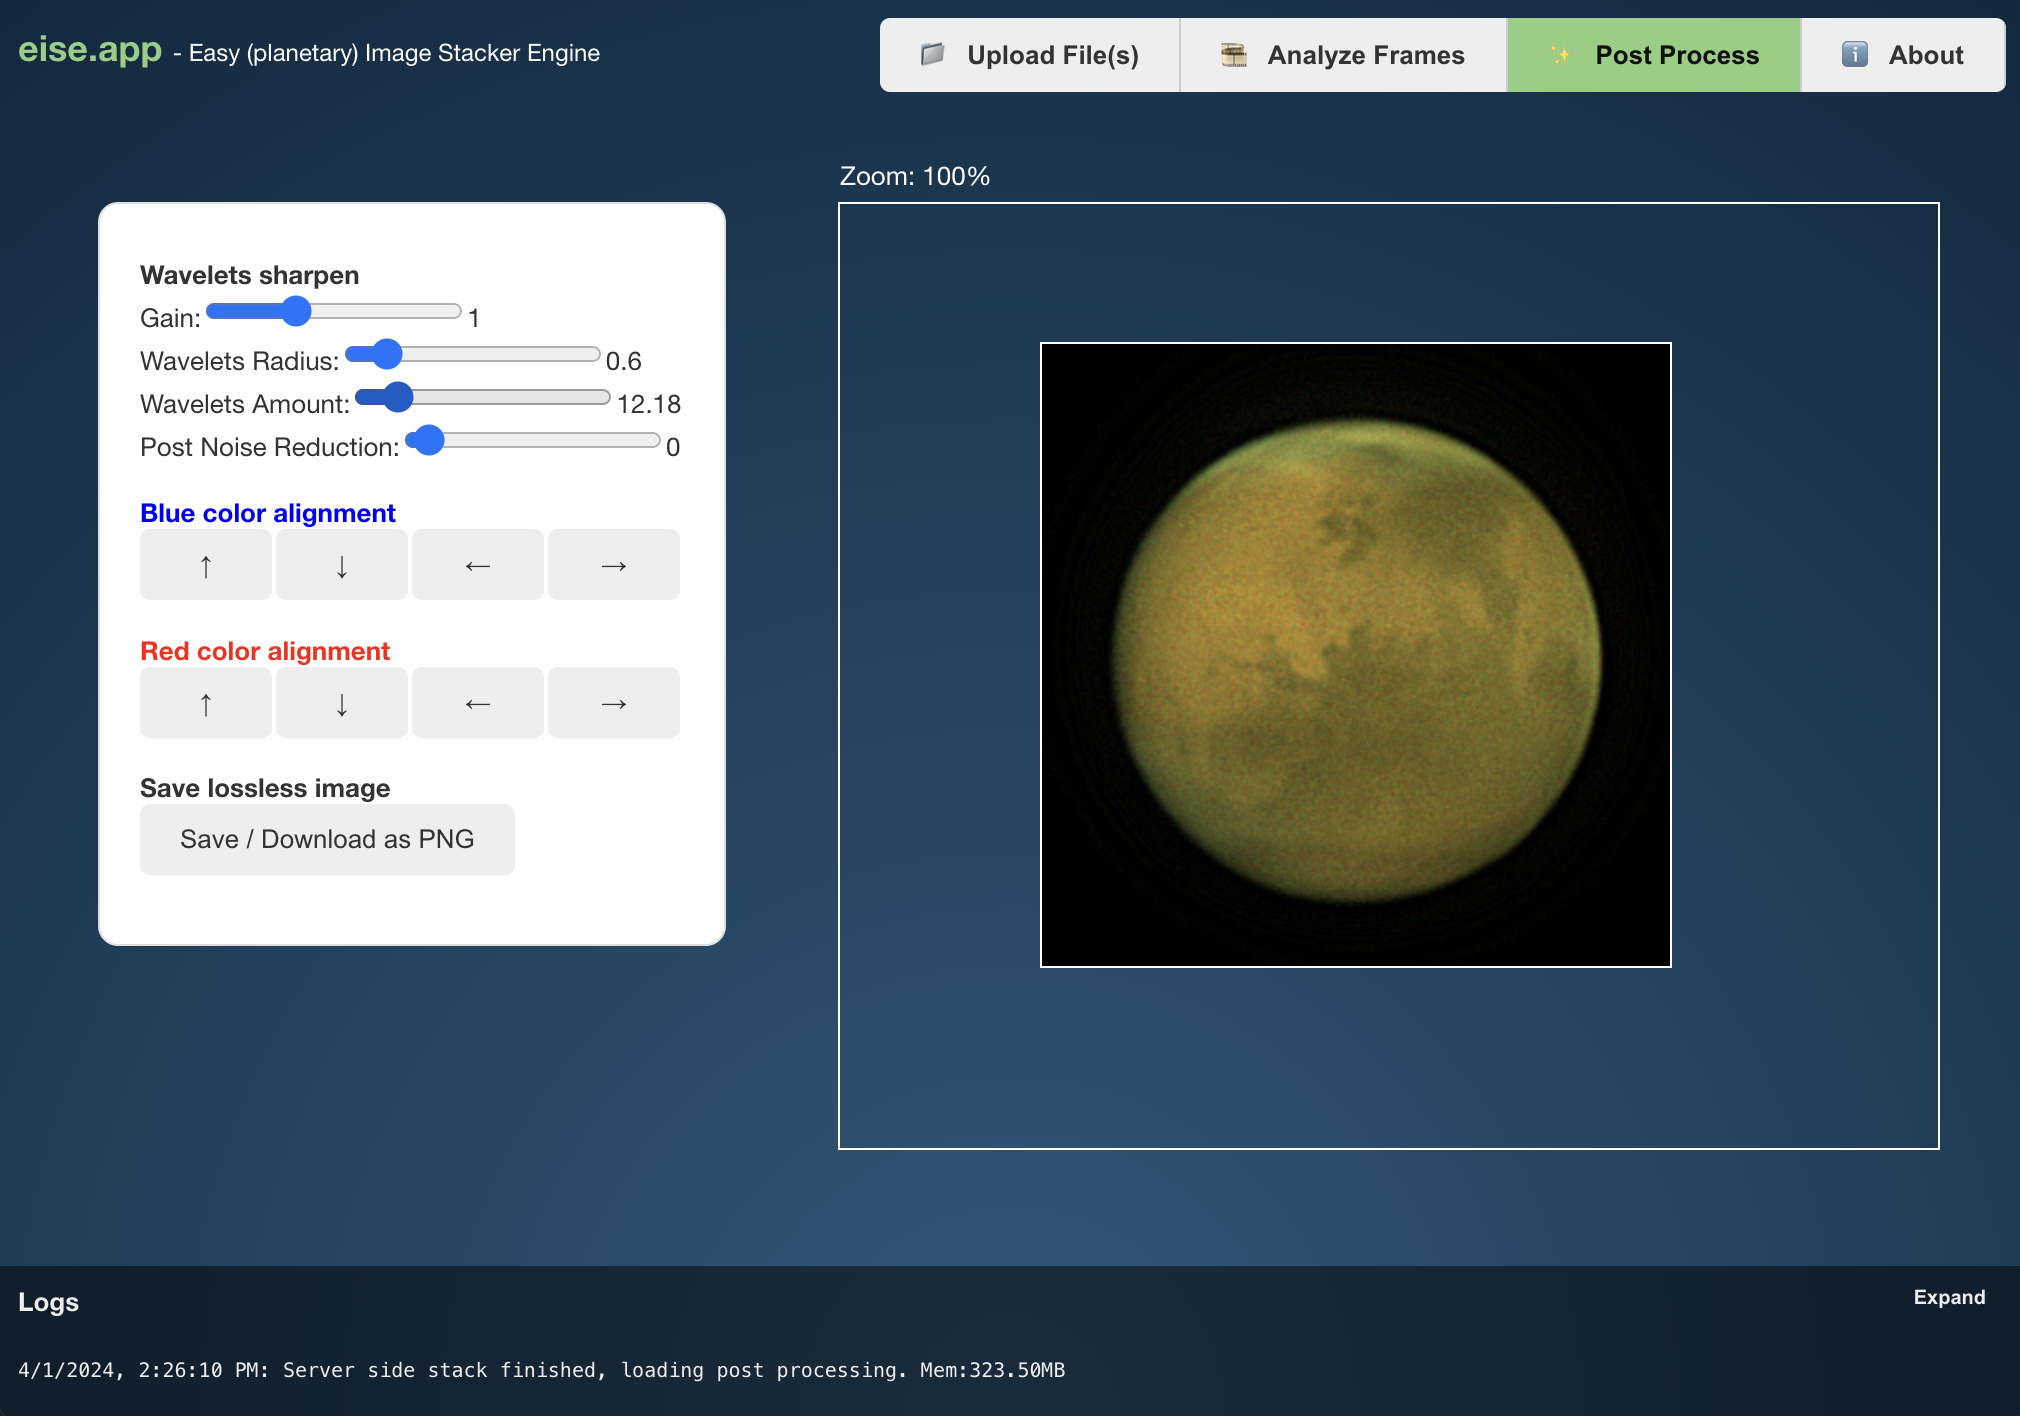 eise.app - Easy (planetary) Image Stacker Engine
Upload File(s)
Analyze Frames
Post Process
About
Zoom: 100%
Wavelets sharpen
Gain: 1
Wavelets Radius: 0.6
Wavelets Amount: 12.18
Post Noise Reduction: 0
Blue color alignment
↑ ↓ ← →
Red color alignment
↑ ↓ ← →
Save lossless image
Save / Download as PNG
Logs
Expand
4/1/2024, 2:26:10 PM: Server side stack finished, loading post processing. Mem:323.50MB